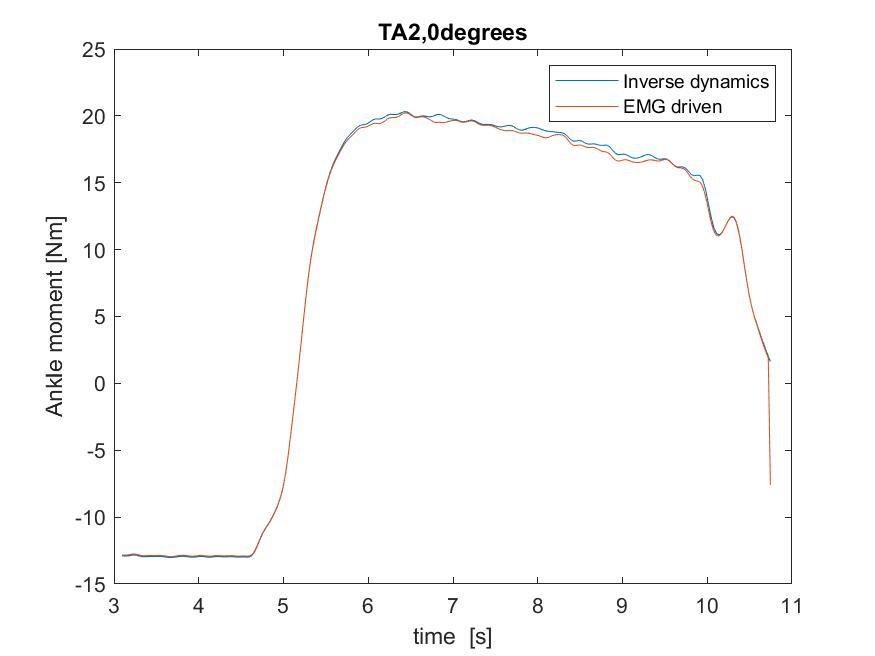 TA2,0degrees
Inverse dynamics
EMG driven
25
20
15
10
5
0
-5
-10
-15
Ankle moment [Nm]
3 4 5 6 7 8 9 10 11
time [s]